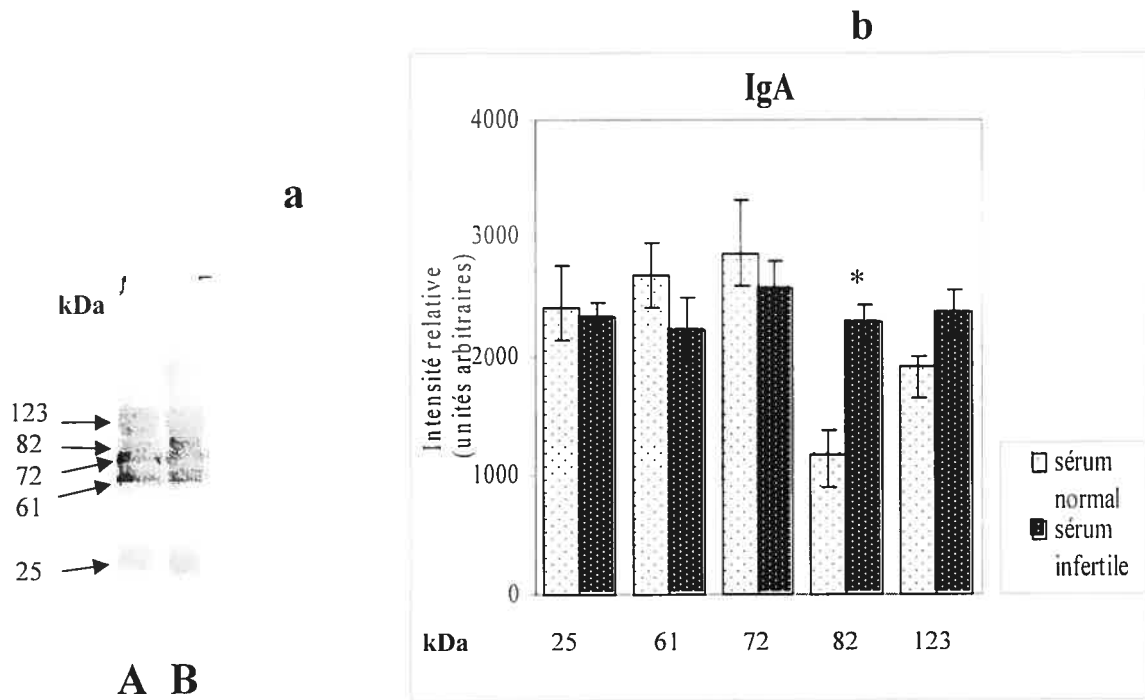 a
kDa
123
82
72
61
25
A B
b
IgA
Intensité relative
(unités arbitraires)
4000
3000
2000
1000
0
*
kDa 25 61 72 82 123
sérum
normal
sérum
infertile